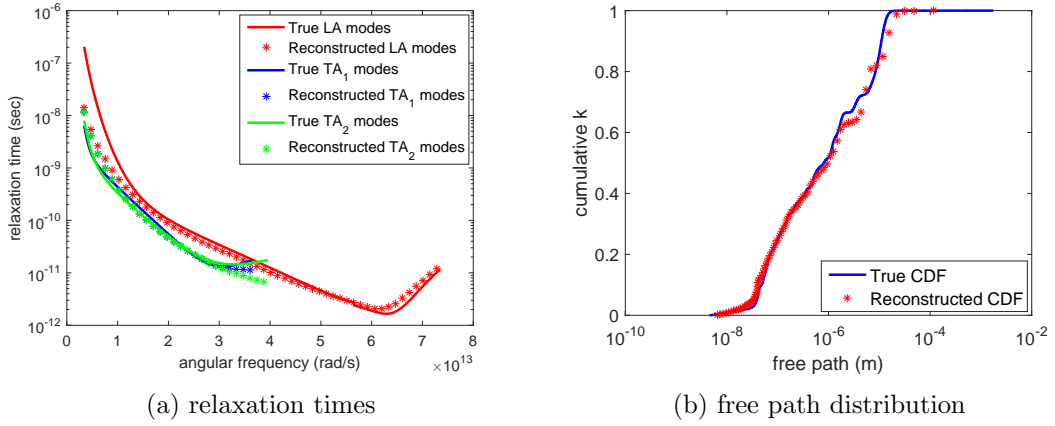 True LA modes
Reconstructed LA modes
True TA₁ modes
Reconstructed TA₁ modes
True TA₂ modes
Reconstructed TA₂ modes
relaxation time (sec)
10⁻⁶
10⁻⁷
10⁻⁸
10⁻⁹
10⁻¹⁰
10⁻¹¹
10⁻¹²
0 1 2 3 4 5 6 7 8
angular frequency (rad/s)
×10¹³
(a) relaxation times
cumulative k
1
0.8
0.6
0.4
0.2
0
True CDF
Reconstructed CDF
10⁻¹⁰ 10⁻⁸ 10⁻⁶ 10⁻⁴ 10⁻²
free path (m)
(b) free path distribution